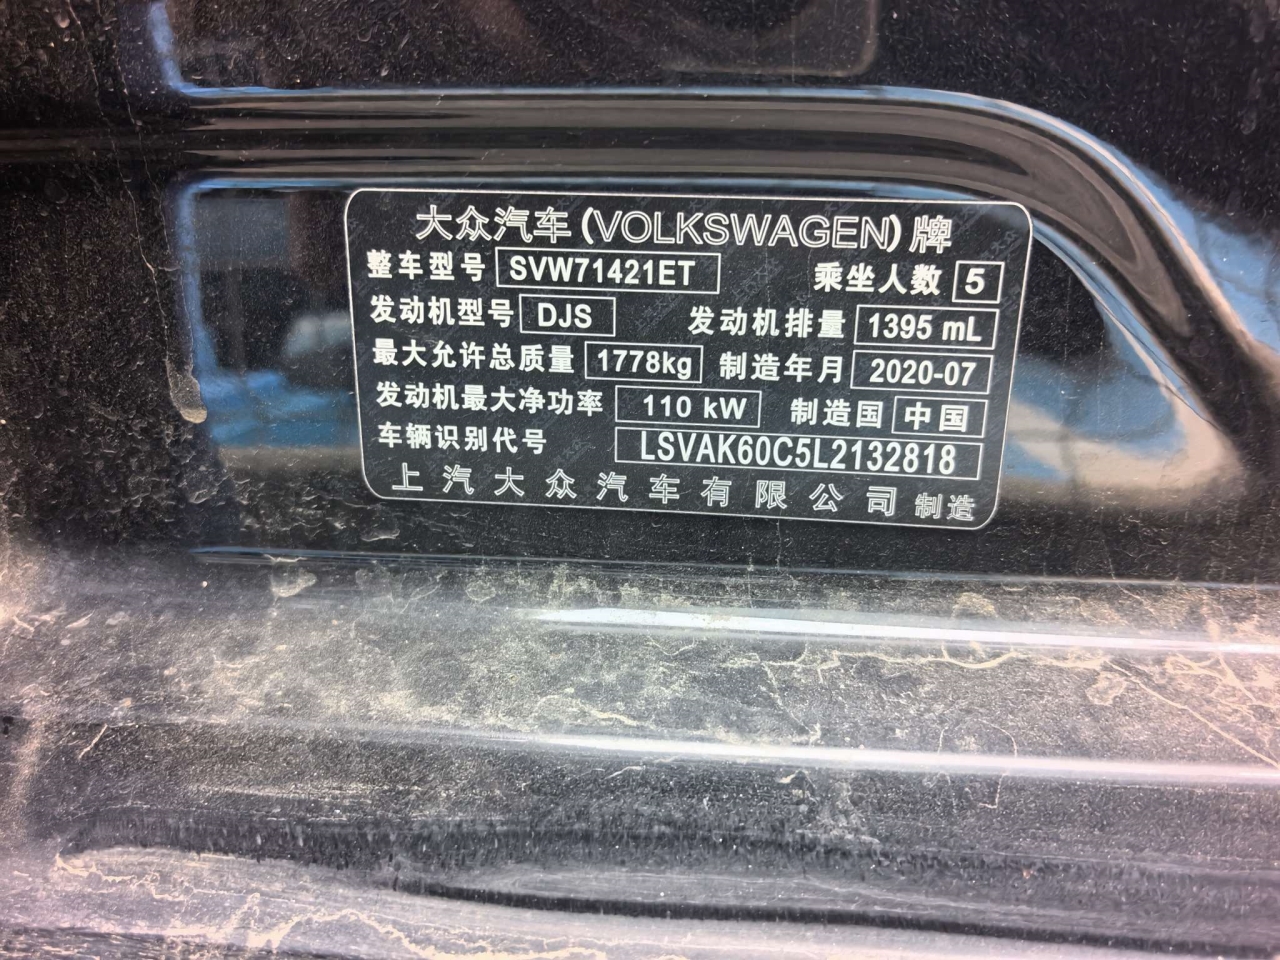 大众汽车(VOLKSWAGEN)牌
整车型号 SVW71421ET 乘坐人数 5
发动机型号 DJS 发动机排量 1395 mL
最大允许总质量 1778kg 制造年月 2020-07
发动机最大净功率 110 kW 制造国 中国
车辆识别代号 LSVAK60C5L2132818
上汽大众汽车有限公司 制造